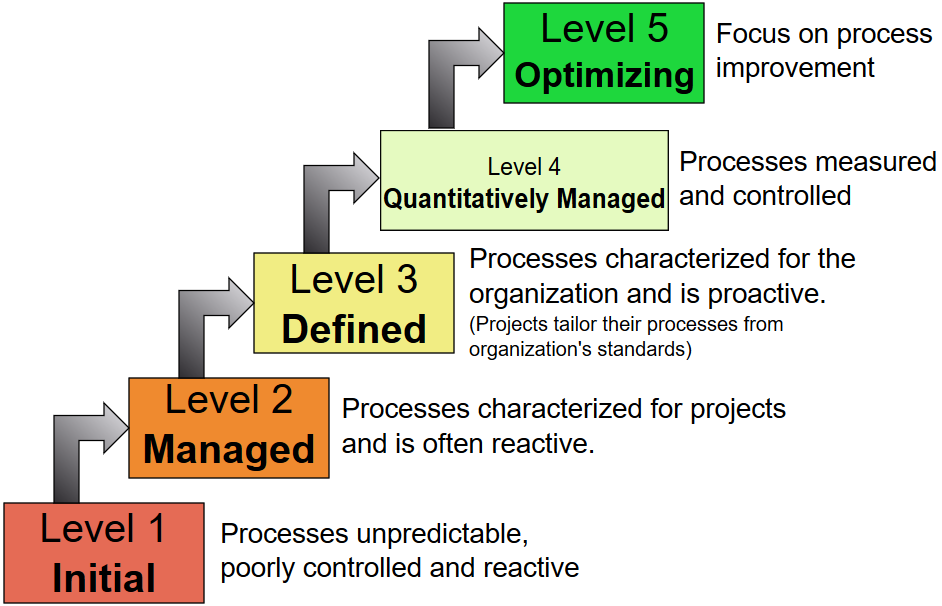 Level 5
Optimizing
Focus on process
improvement
Level 4
Quantitatively Managed
Processes measured
and controlled
Level 3
Defined
Processes characterized for the
organization and is proactive.
(Projects tailor their processes from
organization's standards)
Level 2
Managed
Processes characterized for projects
and is often reactive.
Level 1
Initial
Processes unpredictable,
poorly controlled and reactive